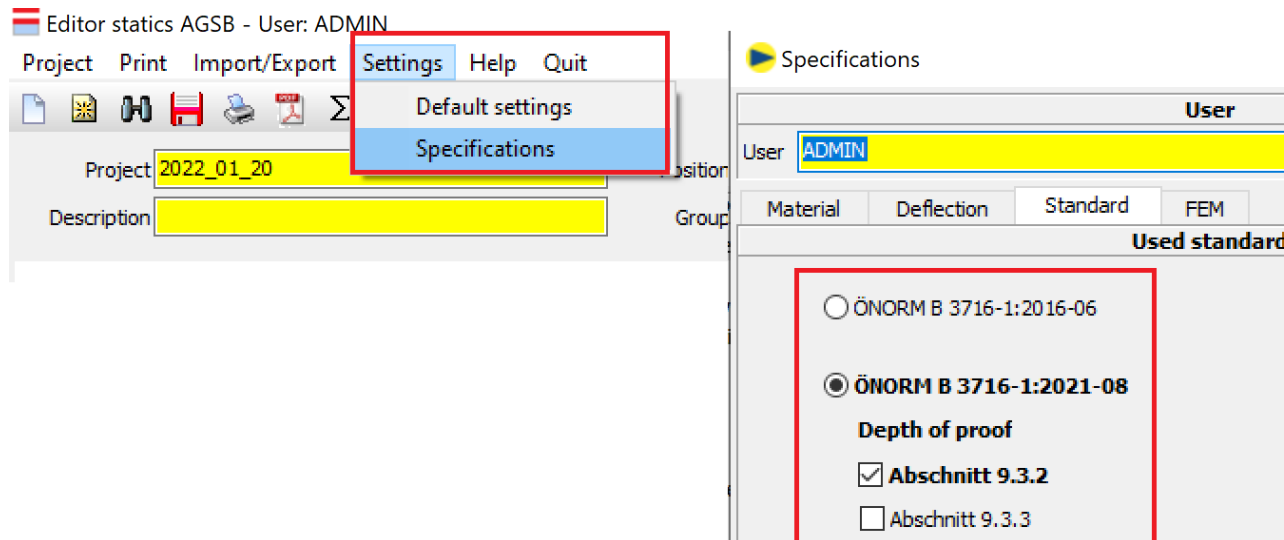 Editor statics AGSB - User: ADMIN
Project Print Import/Export Settings Help Quit
PDF Σ
Default settings
Specifications
Project 2022_01_20
Position
Description
Group
Specifications
User
User ADMIN
Material Deflection Standard FEM
Used standard
ÖNORM B 3716-1:2016-06
ÖNORM B 3716-1:2021-08
Depth of proof
Abschnitt 9.3.2
Abschnitt 9.3.3